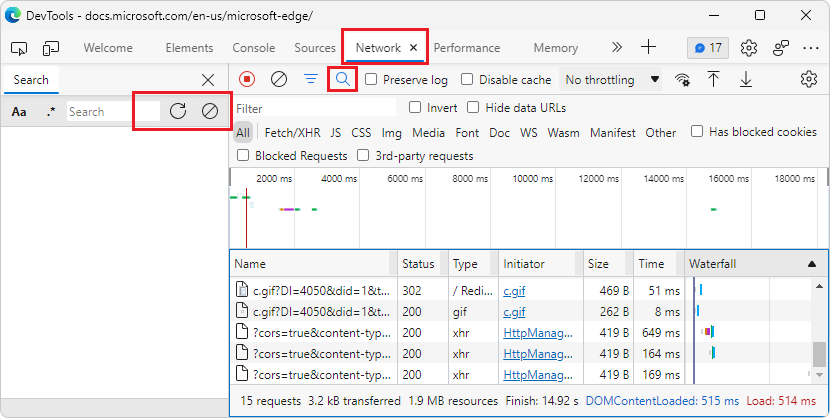 DevTools - docs.microsoft.com/en-us/microsoft-edge/
Welcome Elements Console Sources Network Performance Memory 17
Search
Preserve log Disable cache No throttling
Aa .* Search
Filter Invert Hide data URLs
All Fetch/XHR JS CSS Img Media Font Doc WS Wasm Manifest Other Has blocked cookies
Blocked Requests 3rd-party requests
2000 ms 4000 ms 6000 ms 8000 ms 10000 ms 12000 ms 14000 ms 16000 ms 18000 ms
Name Status Type Initiator Size Time Waterfall
c.gif?DI=4050&did=1&t... 302 / Redi... c.gif 469 B 51 ms
c.gif?DI=4050&did=1&t... 200 gif c.gif 262 B 8 ms
?cors=true&content-typ... 200 xhr HttpManag... 419 B 649 ms
?cors=true&content-typ... 200 xhr HttpManag... 419 B 164 ms
?cors=true&content-typ... 200 xhr HttpManag... 419 B 169 ms
15 requests 3.2 kB transferred 1.9 MB resources Finish: 14.92 s DOMContentLoaded: 515 ms Load: 514 ms